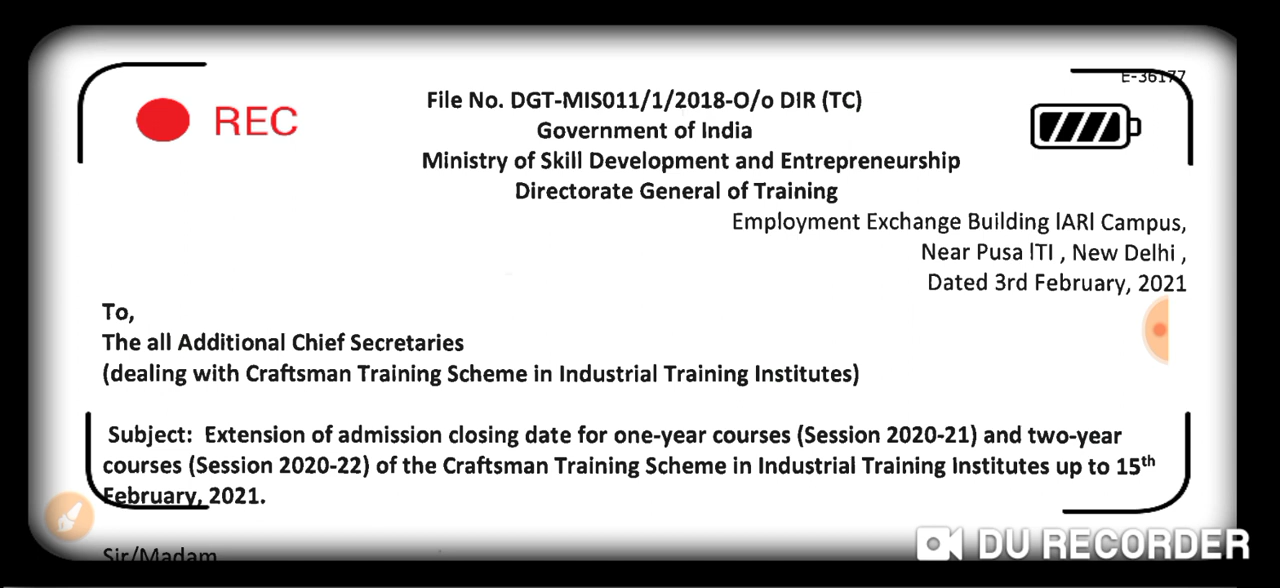 E-36177
REC
File No. DGT-MIS011/1/2018-O/o DIR (TC)
Government of India
Ministry of Skill Development and Entrepreneurship
Directorate General of Training
Employment Exchange Building lARl Campus,
Near Pusa lTI , New Delhi ,
Dated 3rd February, 2021
To,
The all Additional Chief Secretaries
(dealing with Craftsman Training Scheme in Industrial Training Institutes)
Subject: Extension of admission closing date for one-year courses (Session 2020-21) and two-year
courses (Session 2020-22) of the Craftsman Training Scheme in Industrial Training Institutes up to 15th
February, 2021.
Sir/Madam
DU RECORDER